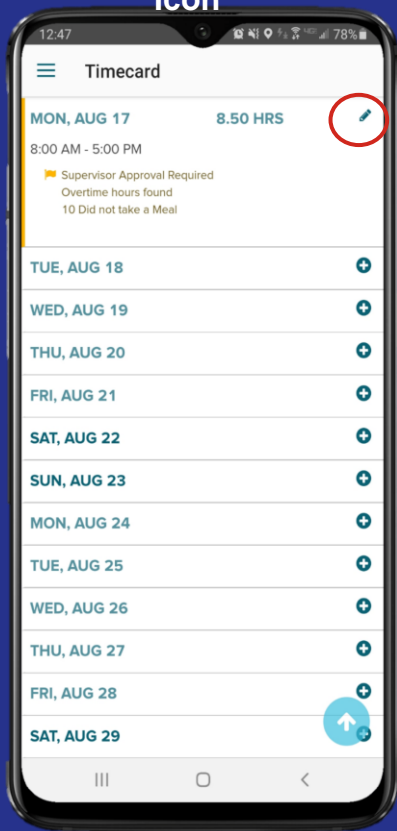 icon
12:47 78%
Timecard
MON, AUG 17 8.50 HRS
8:00 AM - 5:00 PM
Supervisor Approval Required
Overtime hours found
10 Did not take a Meal
TUE, AUG 18
WED, AUG 19
THU, AUG 20
FRI, AUG 21
SAT, AUG 22
SUN, AUG 23
MON, AUG 24
TUE, AUG 25
WED, AUG 26
THU, AUG 27
FRI, AUG 28
SAT, AUG 29